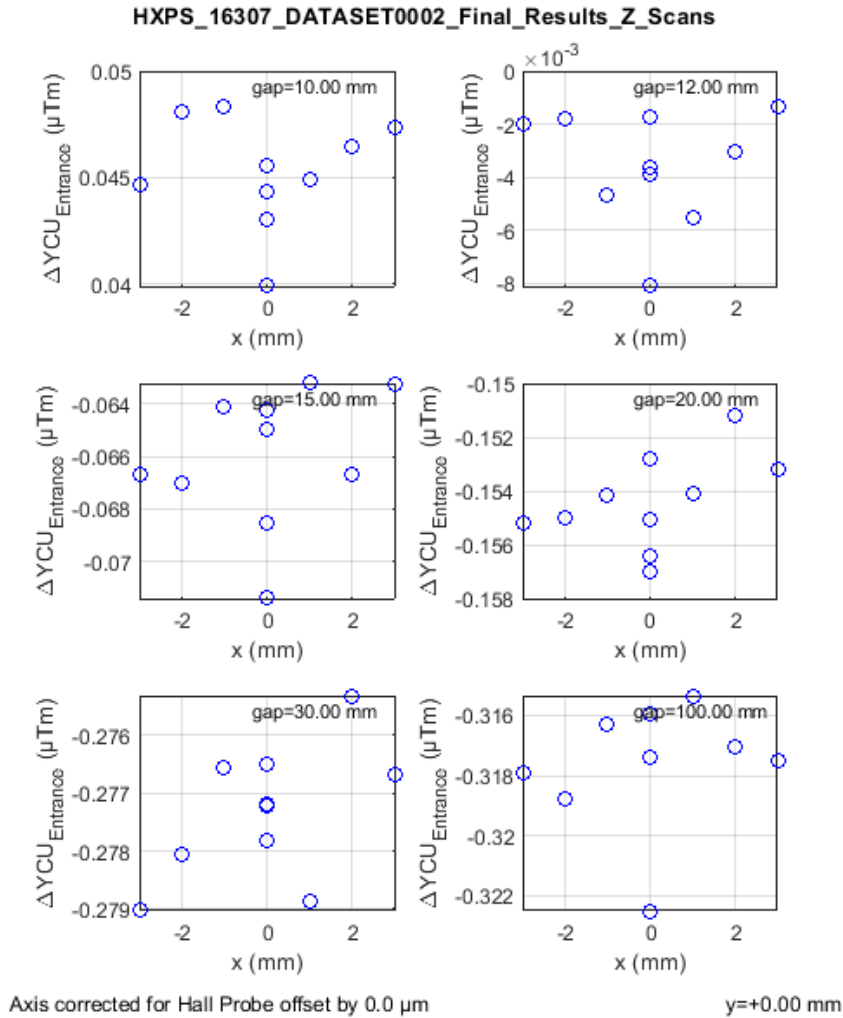 HXPS_16307_DATASET0002_Final_Results_Z_Scans
0.05
0.045
0.04
ΔYCU_Entrance (µTm)
gap=10.00 mm
-2 0 2
x (mm)
×10^-3
0
-2
-4
-6
-8
ΔYCU_Entrance (µTm)
gap=12.00 mm
-2 0 2
x (mm)
-0.064
-0.066
-0.068
-0.07
ΔYCU_Entrance (µTm)
gap=15.00 mm
-2 0 2
x (mm)
-0.15
-0.152
-0.154
-0.156
-0.158
ΔYCU_Entrance (µTm)
gap=20.00 mm
-2 0 2
x (mm)
-0.276
-0.277
-0.278
-0.279
ΔYCU_Entrance (µTm)
gap=30.00 mm
-2 0 2
x (mm)
-0.316
-0.318
-0.32
-0.322
ΔYCU_Entrance (µTm)
gap=100.00 mm
-2 0 2
x (mm)
Axis corrected for Hall Probe offset by 0.0 µm
y=+0.00 mm